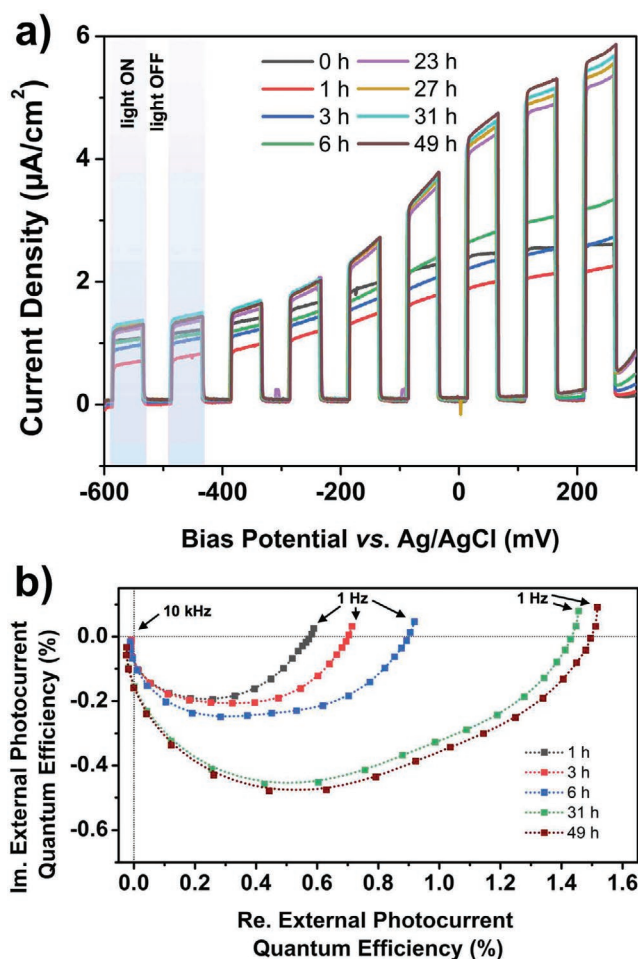 a)
light ON
light OFF
0 h
1 h
3 h
6 h
23 h
27 h
31 h
49 h
Current Density (µA/cm²)
6
4
2
0
-600 -400 -200 0 200
Bias Potential vs. Ag/AgCl (mV)
b)
10 kHz
1 Hz
1 Hz
Im. External Photocurrent
Quantum Efficiency (%)
0.0
-0.2
-0.4
-0.6
1 h
3 h
6 h
31 h
49 h
0.0 0.2 0.4 0.6 0.8 1.0 1.2 1.4 1.6
Re. External Photocurrent
Quantum Efficiency (%)